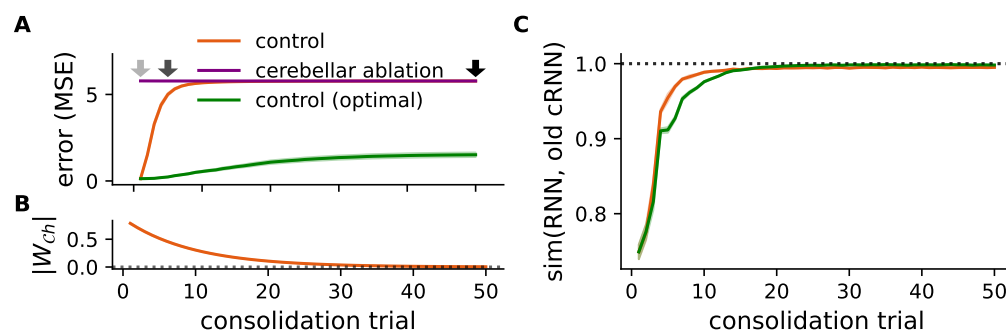 A
control
cerebellar ablation
control (optimal)
error (MSE)
5
0
B
|W_Ch|
0.5
0.0
0 10 20 30 40 50
consolidation trial
C
sim(RNN, old cRNN)
1.0
0.9
0.8
0 10 20 30 40 50
consolidation trial